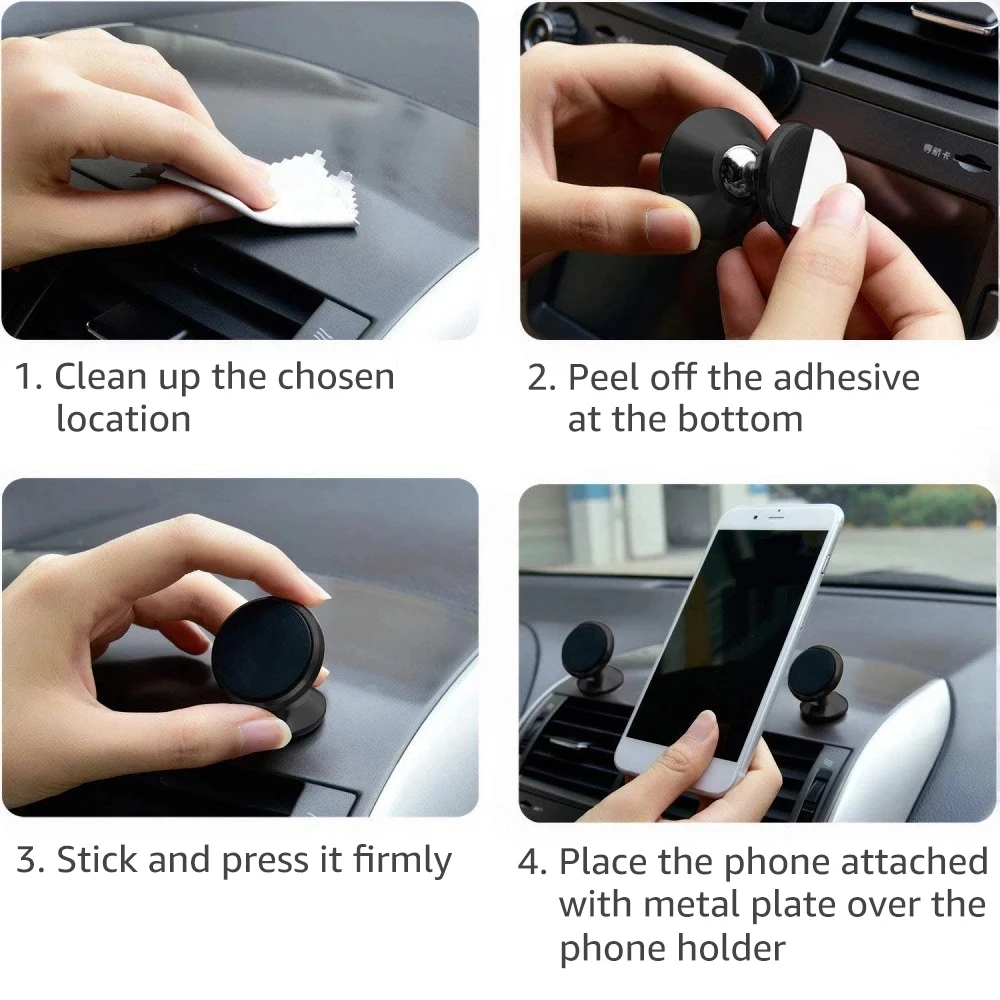 1. Clean up the chosen
location
2. Peel off the adhesive
at the bottom
3. Stick and press it firmly
4. Place the phone attached
with metal plate over the
phone holder